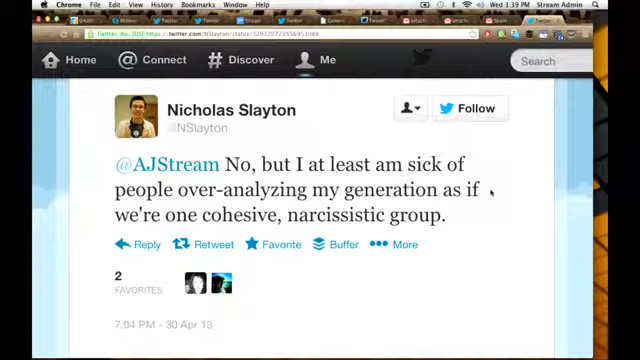 Chrome File Edit View History Bookmarks Window Help
Wed 3:39 PM Stream Admin
Home @ Connect # Discover Me Search
Nicholas Slayton
@NSlayton
Follow
@AJStream No, but I at least am sick of
people over-analyzing my generation as if
we're one cohesive, narcissistic group.
Reply Retweet Favorite Buffer More
2
FAVORITES
7:04 PM - 30 Apr 13